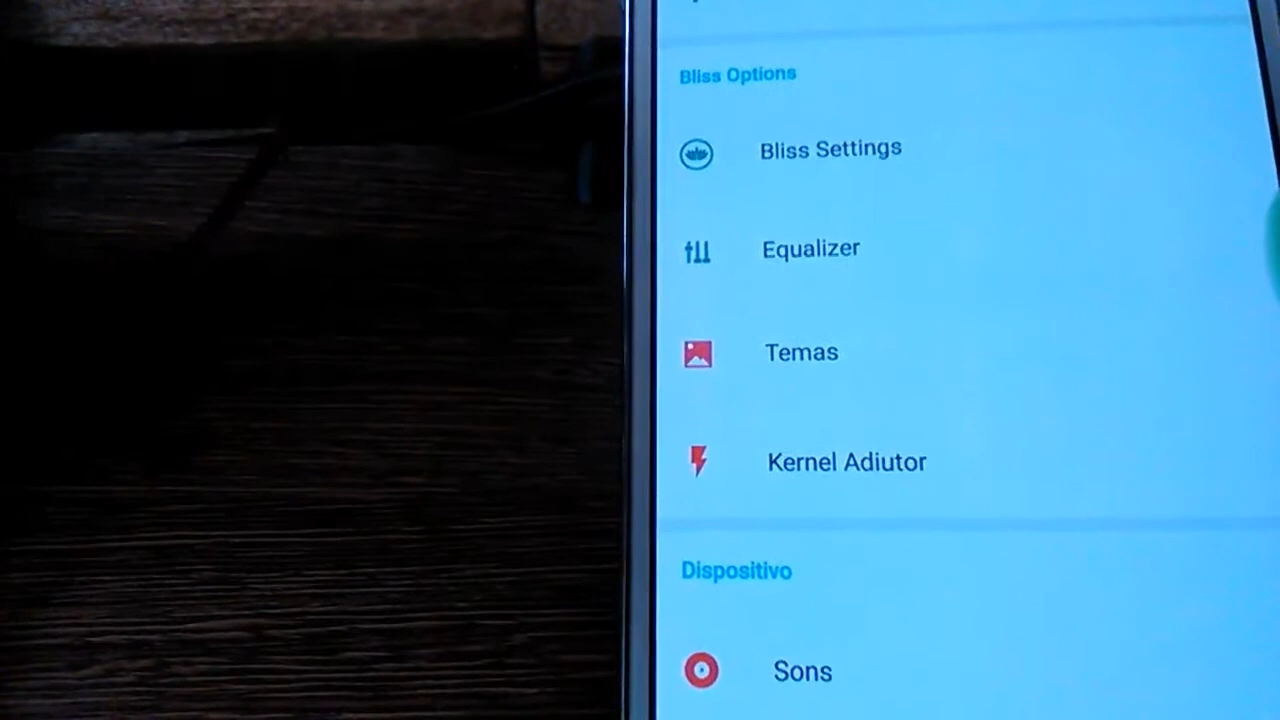 Bliss Options
Bliss Settings
Equalizer
Temas
Kernel Adiutor
Dispositivo
Sons